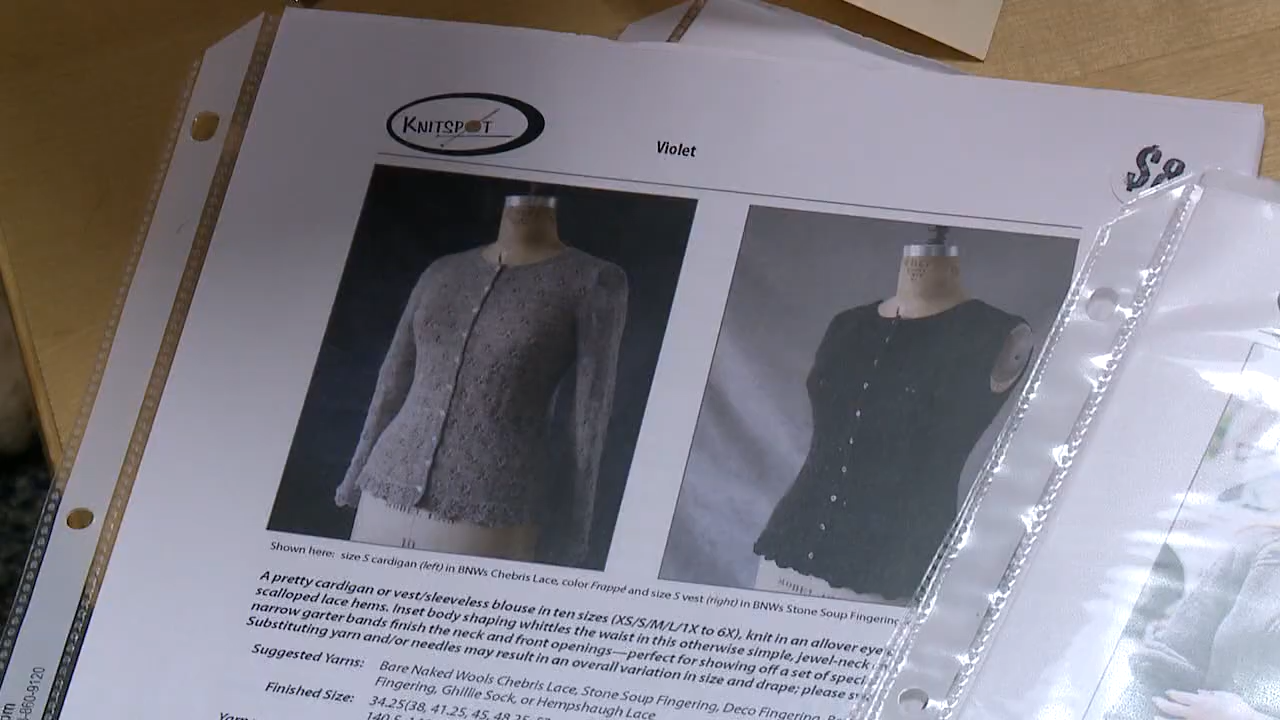 KNITSPOT
Violet
$8
Shown here: size S cardigan (left) in BNWs Chebris Lace, color Frappé and size S vest (right) in BNWs Stone Soup Fingering
A pretty cardigan or vest/sleeveless blouse in ten sizes (XS/S/M/L/1X to 6X), knit in an allover
scalloped lace hems. Inset body shaping whittles the waist in this otherwise simple, jewel-neck
narrow garter bands finish the neck and front openings—perfect for showing off a set of
Substituting yarn and/or needles may result in an overall variation in size and drape; please
Suggested Yarns: Bare Naked Wools Chebris Lace, Stone Soup Fingering, Deco Fingering,
Fingering, Ghillie Sock, or Hempshaugh Lace
Finished Size: 34.25(38, 41.25, 45, 48.25,
-860-9120